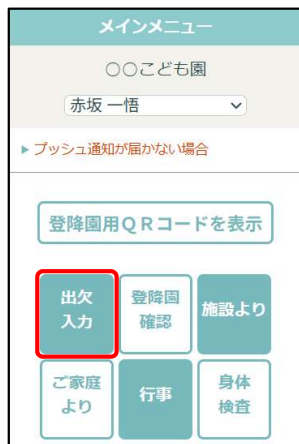 メインメニュー
○○こども園
赤坂 一悟
プッシュ通知が届かない場合
登降園用QRコードを表示
出欠
入力
登降園
確認
施設より
ご家庭
より
行事
身体
検査